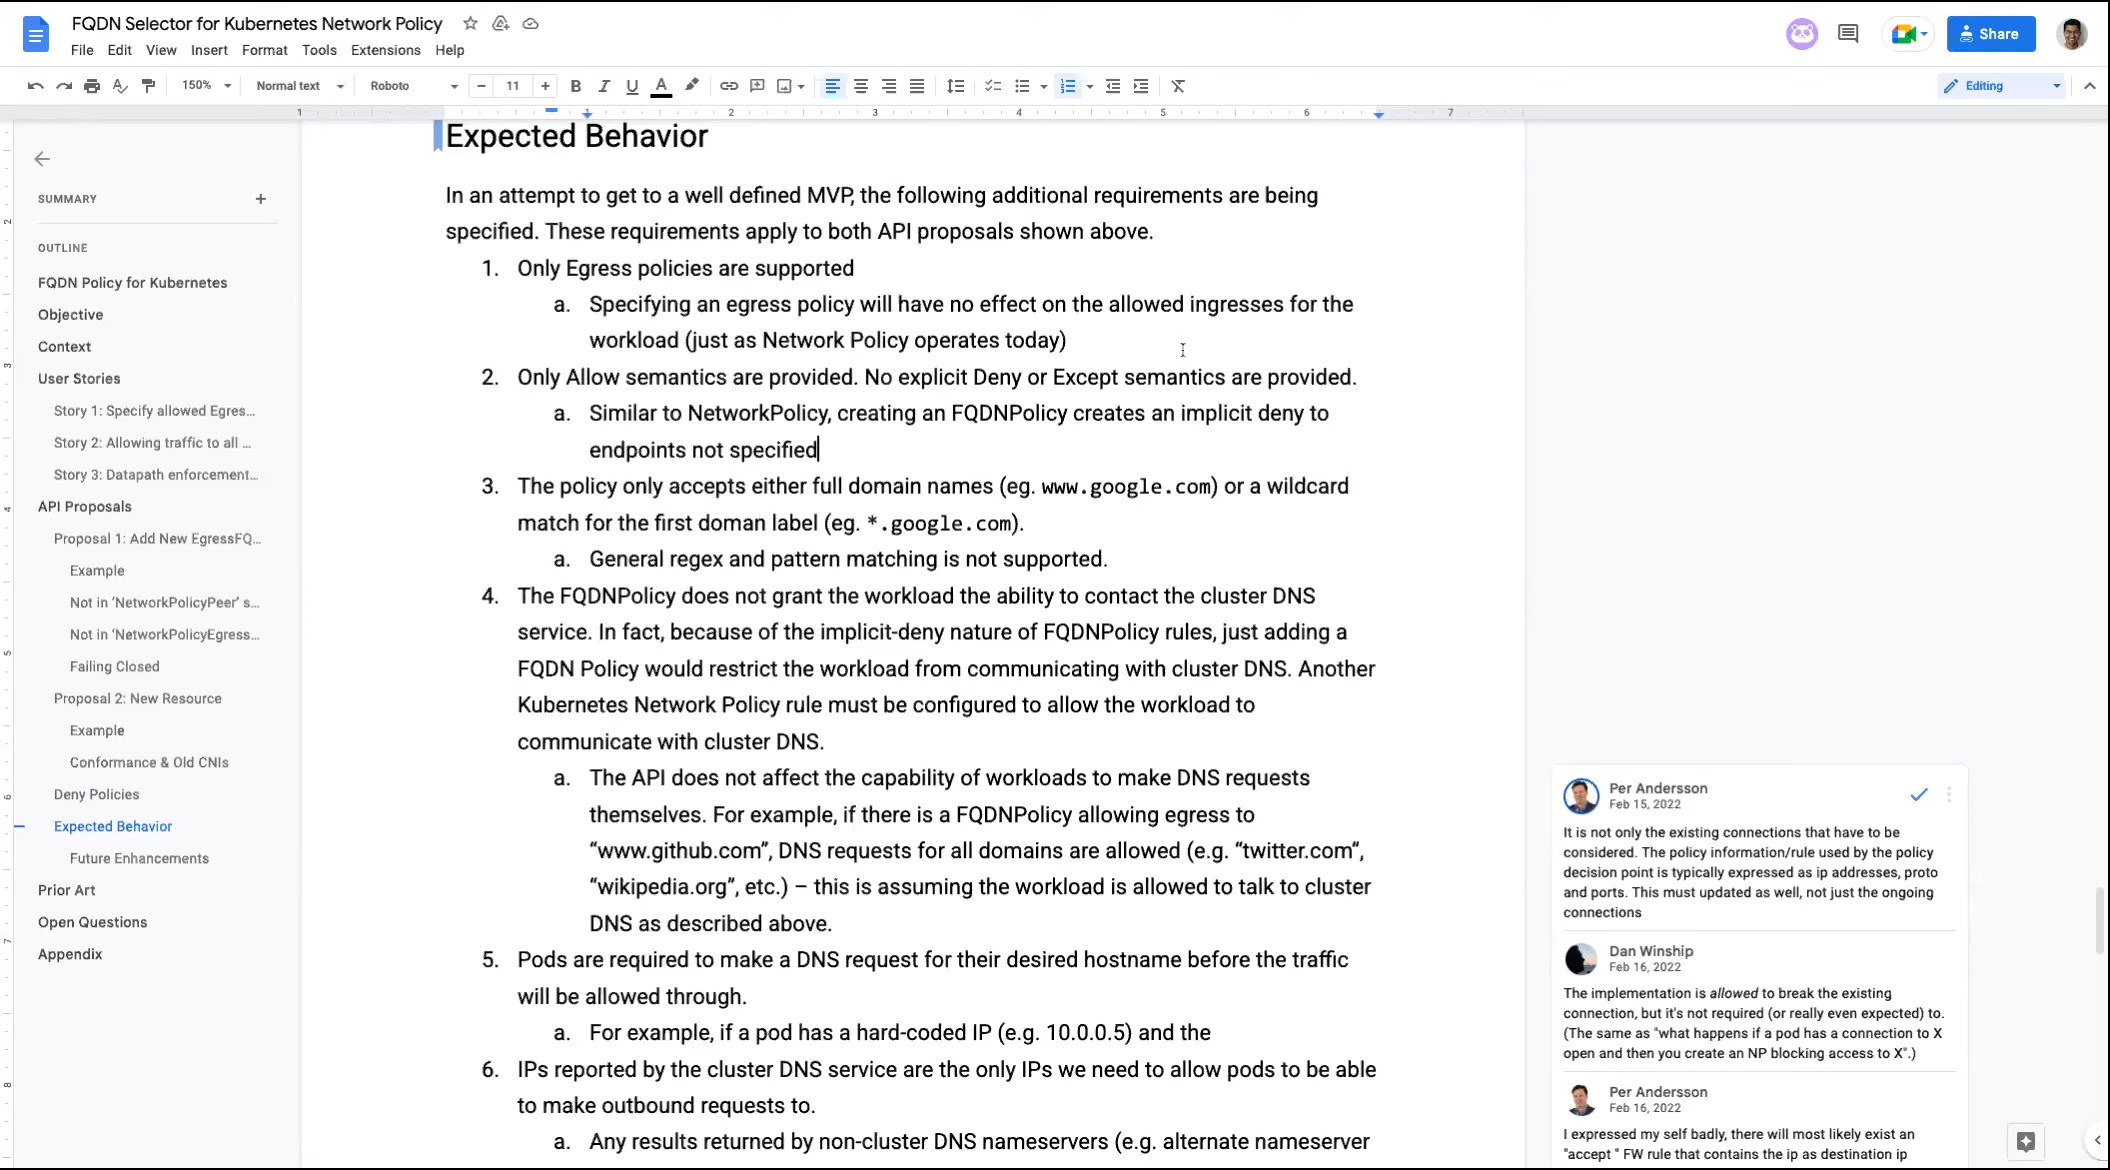 FQDN Selector for Kubernetes Network Policy
File Edit View Insert Format Tools Extensions Help
Share
150% Normal text Roboto − 11 + B I U A
Editing
1 1 2 3 4 5 6 7
SUMMARY +
OUTLINE
FQDN Policy for Kubernetes
Objective
Context
User Stories
Story 1: Specify allowed Egres...
Story 2: Allowing traffic to all ...
Story 3: Datapath enforcement...
API Proposals
Proposal 1: Add New EgressFQ...
Example
Not in ‘NetworkPolicyPeer’ s...
Not in ‘NetworkPolicyEgress...
Failing Closed
Proposal 2: New Resource
Example
Conformance & Old CNIs
Deny Policies
Expected Behavior
Future Enhancements
Prior Art
Open Questions
Appendix
2
3
4
5
6
7
8
Expected Behavior
In an attempt to get to a well defined MVP, the following additional requirements are being
specified. These requirements apply to both API proposals shown above.
1. Only Egress policies are supported
a. Specifying an egress policy will have no effect on the allowed ingresses for the
workload (just as Network Policy operates today)
2. Only Allow semantics are provided. No explicit Deny or Except semantics are provided.
a. Similar to NetworkPolicy, creating an FQDNPolicy creates an implicit deny to
endpoints not specified
3. The policy only accepts either full domain names (eg. www.google.com) or a wildcard
match for the first doman label (eg. *.google.com).
a. General regex and pattern matching is not supported.
4. The FQDNPolicy does not grant the workload the ability to contact the cluster DNS
service. In fact, because of the implicit-deny nature of FQDNPolicy rules, just adding a
FQDN Policy would restrict the workload from communicating with cluster DNS. Another
Kubernetes Network Policy rule must be configured to allow the workload to
communicate with cluster DNS.
a. The API does not affect the capability of workloads to make DNS requests
themselves. For example, if there is a FQDNPolicy allowing egress to
“www.github.com”, DNS requests for all domains are allowed (e.g. “twitter.com”,
“wikipedia.org”, etc.) – this is assuming the workload is allowed to talk to cluster
DNS as described above.
5. Pods are required to make a DNS request for their desired hostname before the traffic
will be allowed through.
a. For example, if a pod has a hard-coded IP (e.g. 10.0.0.5) and the
6. IPs reported by the cluster DNS service are the only IPs we need to allow pods to be able
to make outbound requests to.
a. Any results returned by non-cluster DNS nameservers (e.g. alternate nameserver
Per Andersson
Feb 15, 2022
It is not only the existing connections that have to be
considered. The policy information/rule used by the policy
decision point is typically expressed as ip addresses, proto
and ports. This must updated as well, not just the ongoing
connections
Dan Winship
Feb 16, 2022
The implementation is allowed to break the existing
connection, but it's not required (or really even expected) to.
(The same as "what happens if a pod has a connection to X
open and then you create an NP blocking access to X".)
Per Andersson
Feb 16, 2022
I expressed my self badly, there will most likely exist an
"accept " FW rule that contains the ip as destination ip